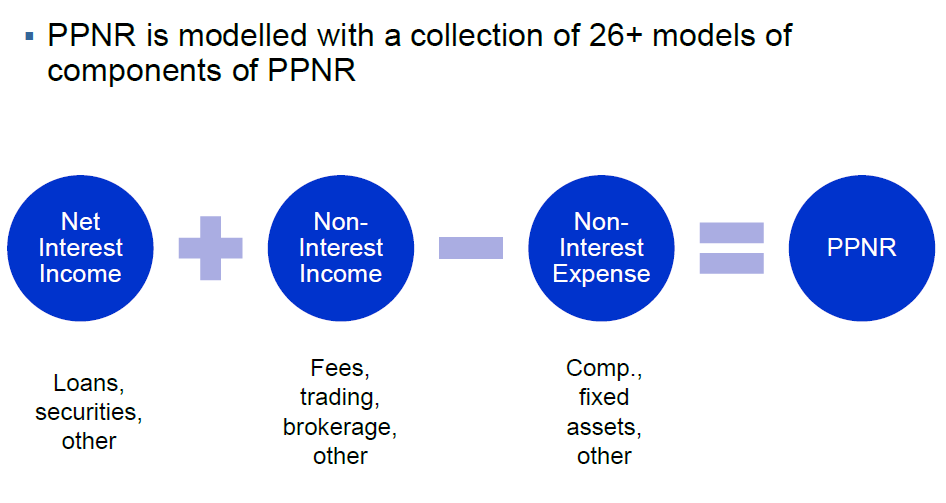 ▪ PPNR is modelled with a collection of 26+ models of
components of PPNR
Net
Interest
Income
Non-
Interest
Income
Non-
Interest
Expense
PPNR
Loans,
securities,
other
Fees,
trading,
brokerage,
other
Comp.,
fixed
assets,
other